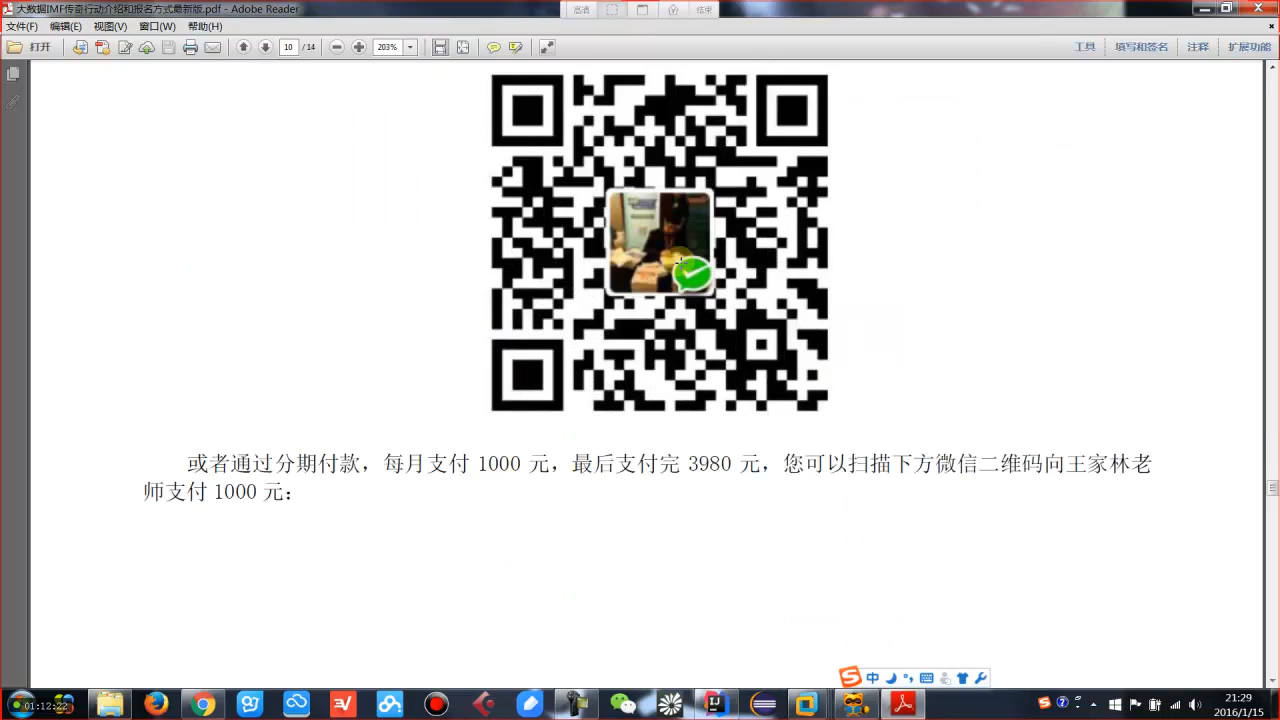 大数据IMF传奇行动介绍和报名方式最新版.pdf - Adobe Reader
高清
结束
文件(F) 编辑(E) 视图(V) 窗口(W) 帮助(H)
打开
10 / 14
203%
工具 填写和签名 注释 扩展功能
或者通过分期付款，每月支付 1000 元，最后支付完 3980 元，您可以扫描下方微信二维码向王家林老
师支付 1000 元：
中
01:12:22
21:29
2016/1/15